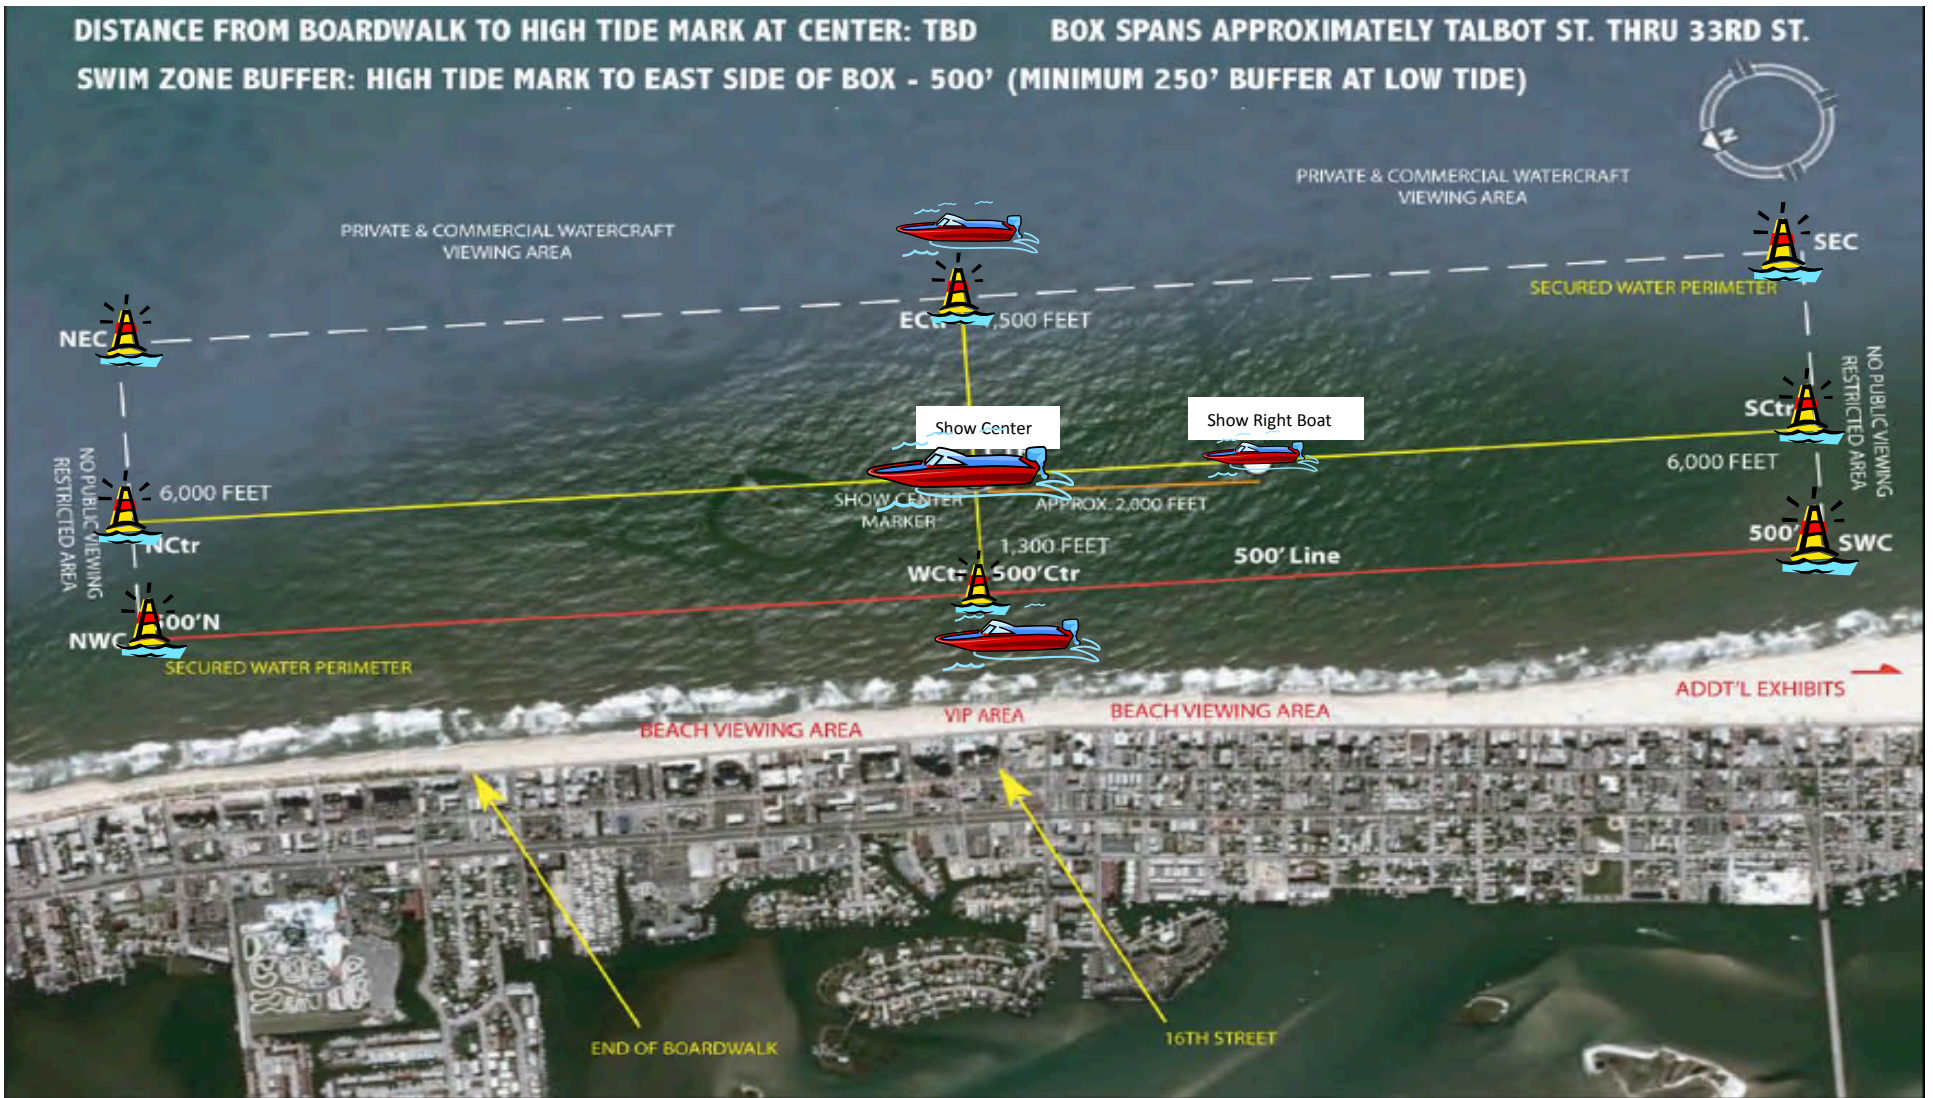 DISTANCE FROM BOARDWALK TO HIGH TIDE MARK AT CENTER: TBD
BOX SPANS APPROXIMATELY TALBOT ST. THRU 33RD ST.
SWIM ZONE BUFFER: HIGH TIDE MARK TO EAST SIDE OF BOX - 500' (MINIMUM 250' BUFFER AT LOW TIDE)
N
PRIVATE & COMMERCIAL WATERCRAFT
VIEWING AREA
PRIVATE & COMMERCIAL WATERCRAFT
VIEWING AREA
SEC
SECURED WATER PERIMETER
NEC
,500 FEET
NO PUBLIC VIEWING
RESTRICTED AREA
SCtr
Show Center
Show Right Boat
6,000 FEET
6,000 FEET
SHOW CENTER
MARKER
APPROX. 2,000 FEET
NO PUBLIC VIEWING
RESTRICTED AREA
NCtr
1,300 FEET
500'
SWC
500' Line
500'Ctr
00'N
NWC
SECURED WATER PERIMETER
ADDT'L EXHIBITS
BEACH VIEWING AREA
VIP AREA
BEACH VIEWING AREA
END OF BOARDWALK
16TH STREET